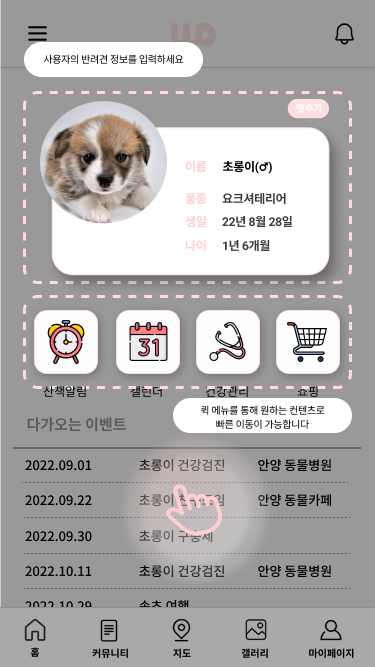 사용자의 반려견 정보를 입력하세요
펫추가
이름 초롱이(♂)
품종 요크셔테리어
생일 22년 8월 28일
나이 1년 6개월
산책알림 캘린더 건강관리 쇼핑
31
퀵 메뉴를 통해 원하는 컨텐츠로
빠른 이동이 가능합니다
다가오는 이벤트
2022.09.01 초롱이 건강검진 안양 동물병원
2022.09.22 초롱이 안양 동물카페
2022.09.30 초롱이 구충제
2022.10.11 초롱이 건강검진 안양 동물병원
2022.10.29 속초 여행
홈 커뮤니티 지도 갤러리 마이페이지